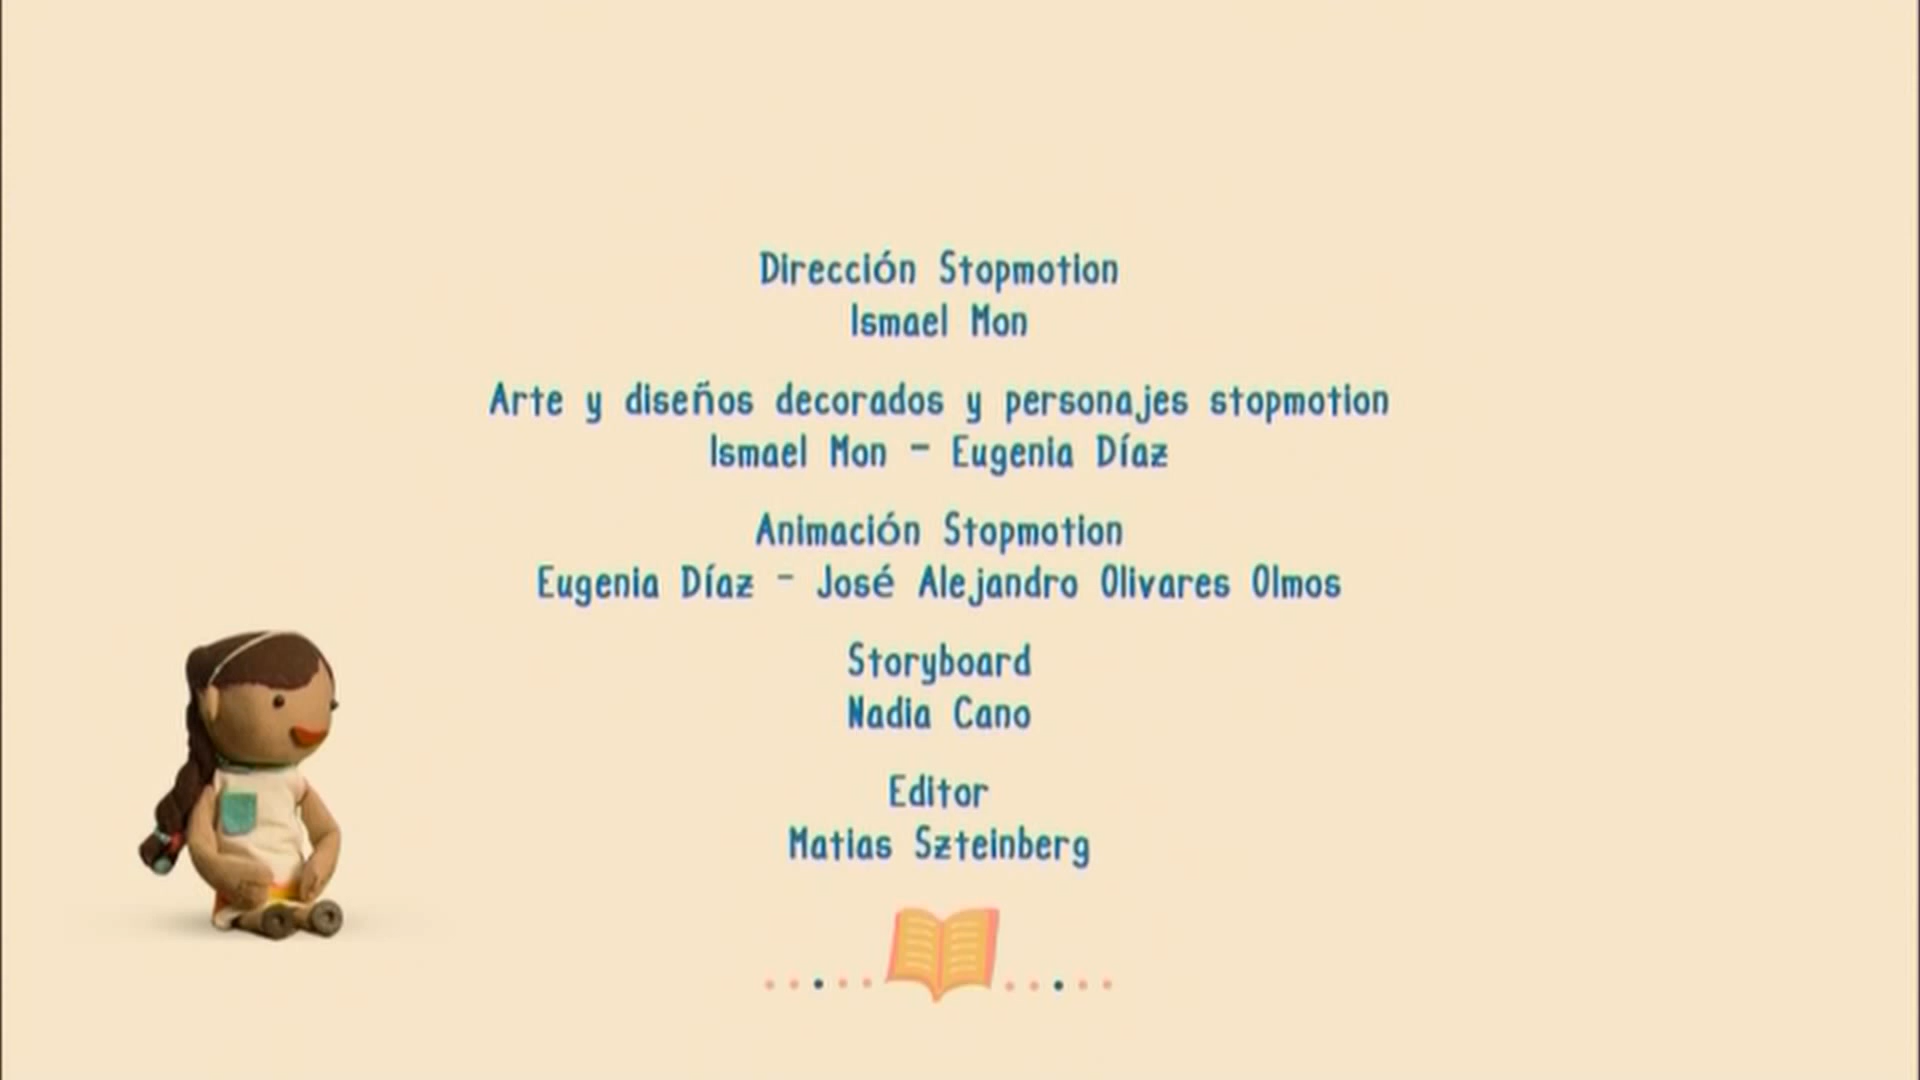 Dirección Stopmotion
Ismael Mon
Arte y diseños decorados y personajes stopmotion
Ismael Mon - Eugenia Díaz
Animación Stopmotion
Eugenia Díaz - José Alejandro Olivares Olmos
Storyboard
Nadia Cano
Editor
Matias Szteinberg